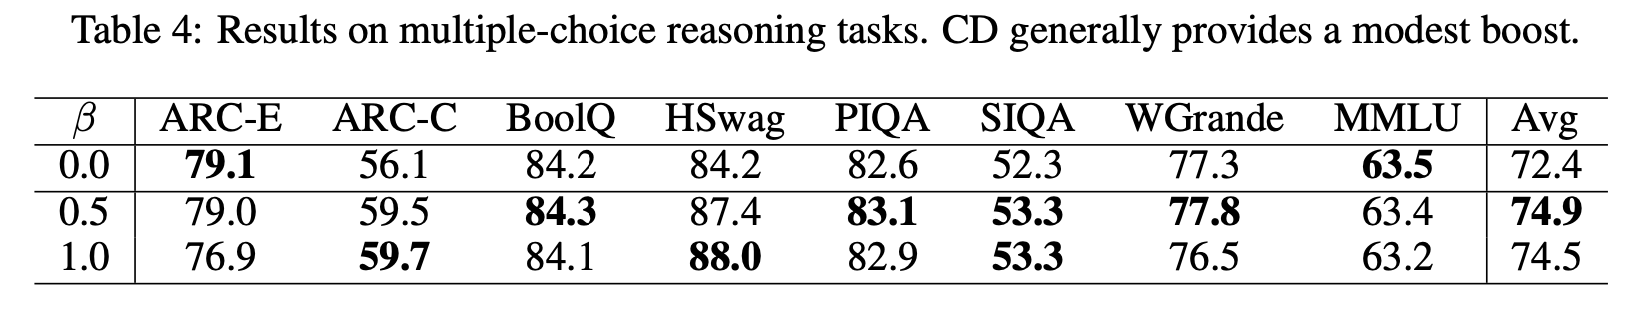 Table 4: Results on multiple-choice reasoning tasks. CD generally provides a modest boost.
β ARC-E ARC-C BoolQ HSwag PIQA SIQA WGrande MMLU Avg
0.0 79.1 56.1 84.2 84.2 82.6 52.3 77.3 63.5 72.4
0.5 79.0 59.5 84.3 87.4 83.1 53.3 77.8 63.4 74.9
1.0 76.9 59.7 84.1 88.0 82.9 53.3 76.5 63.2 74.5